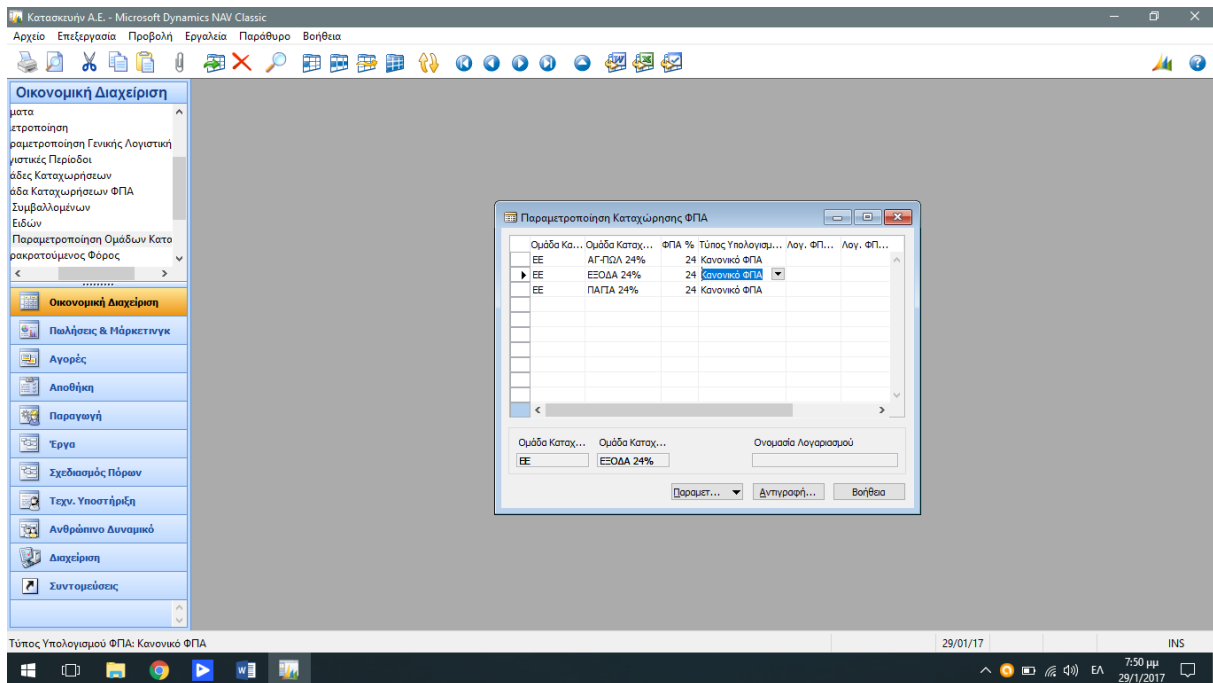 Κατασκευήν Α.Ε. - Microsoft Dynamics NAV Classic
Αρχείο Επεξεργασία Προβολή Εργαλεία Παράθυρο Βοήθεια
Οικονομική Διαχείριση
ματα
ετροποίηση
ραμετροποίηση Γενικής Λογιστική
γιστικές Περίοδοι
άδες Καταχωρήσεων
άδα Καταχωρήσεων ΦΠΑ
Συμβαλλομένων
Ειδών
Παραμετροποίηση Ομάδων Κατα
ρακρατούμενος Φόρος
Οικονομική Διαχείριση
Πωλήσεις & Μάρκετινγκ
Αγορές
Αποθήκη
Παραγωγή
Έργα
Σχεδιασμός Πόρων
Τεχν. Υποστήριξη
Ανθρώπινο Δυναμικό
Διαχείριση
Συντομεύσεις
Παραμετροποίηση Καταχώρησης ΦΠΑ
Ομάδα Κα... Ομάδα Καταχ... ΦΠΑ % Τύπος Υπολογισμ... Λογ. ΦΠ... Λογ. ΦΠ...
ΕΕ ΑΓ-ΠΩΛ 24% 24 Κανονικό ΦΠΑ
ΕΕ ΕΞΟΔΑ 24% 24 Κανονικό ΦΠΑ
ΕΕ ΠΑΓΙΑ 24% 24 Κανονικό ΦΠΑ
Ομάδα Καταχ... Ομάδα Καταχ... Ονομασία Λογαριασμού
ΕΕ ΕΞΟΔΑ 24%
Παραμετ... Αντιγραφή... Βοήθεια
Τύπος Υπολογισμού ΦΠΑ: Κανονικό ΦΠΑ 29/01/17 INS
ΕΛ 7:50 μμ
29/1/2017